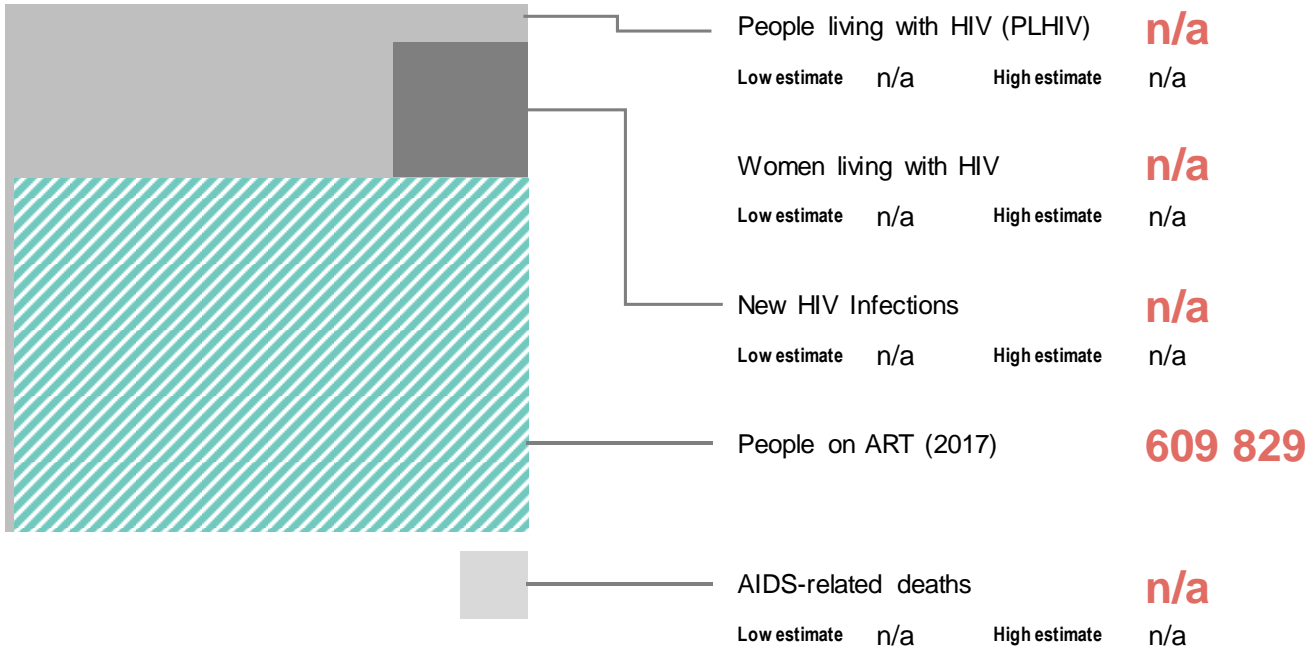 People living with HIV (PLHIV) n/a
Low estimate n/a High estimate n/a
Women living with HIV n/a
Low estimate n/a High estimate n/a
New HIV Infections n/a
Low estimate n/a High estimate n/a
People on ART (2017) 609 829
AIDS-related deaths n/a
Low estimate n/a High estimate n/a